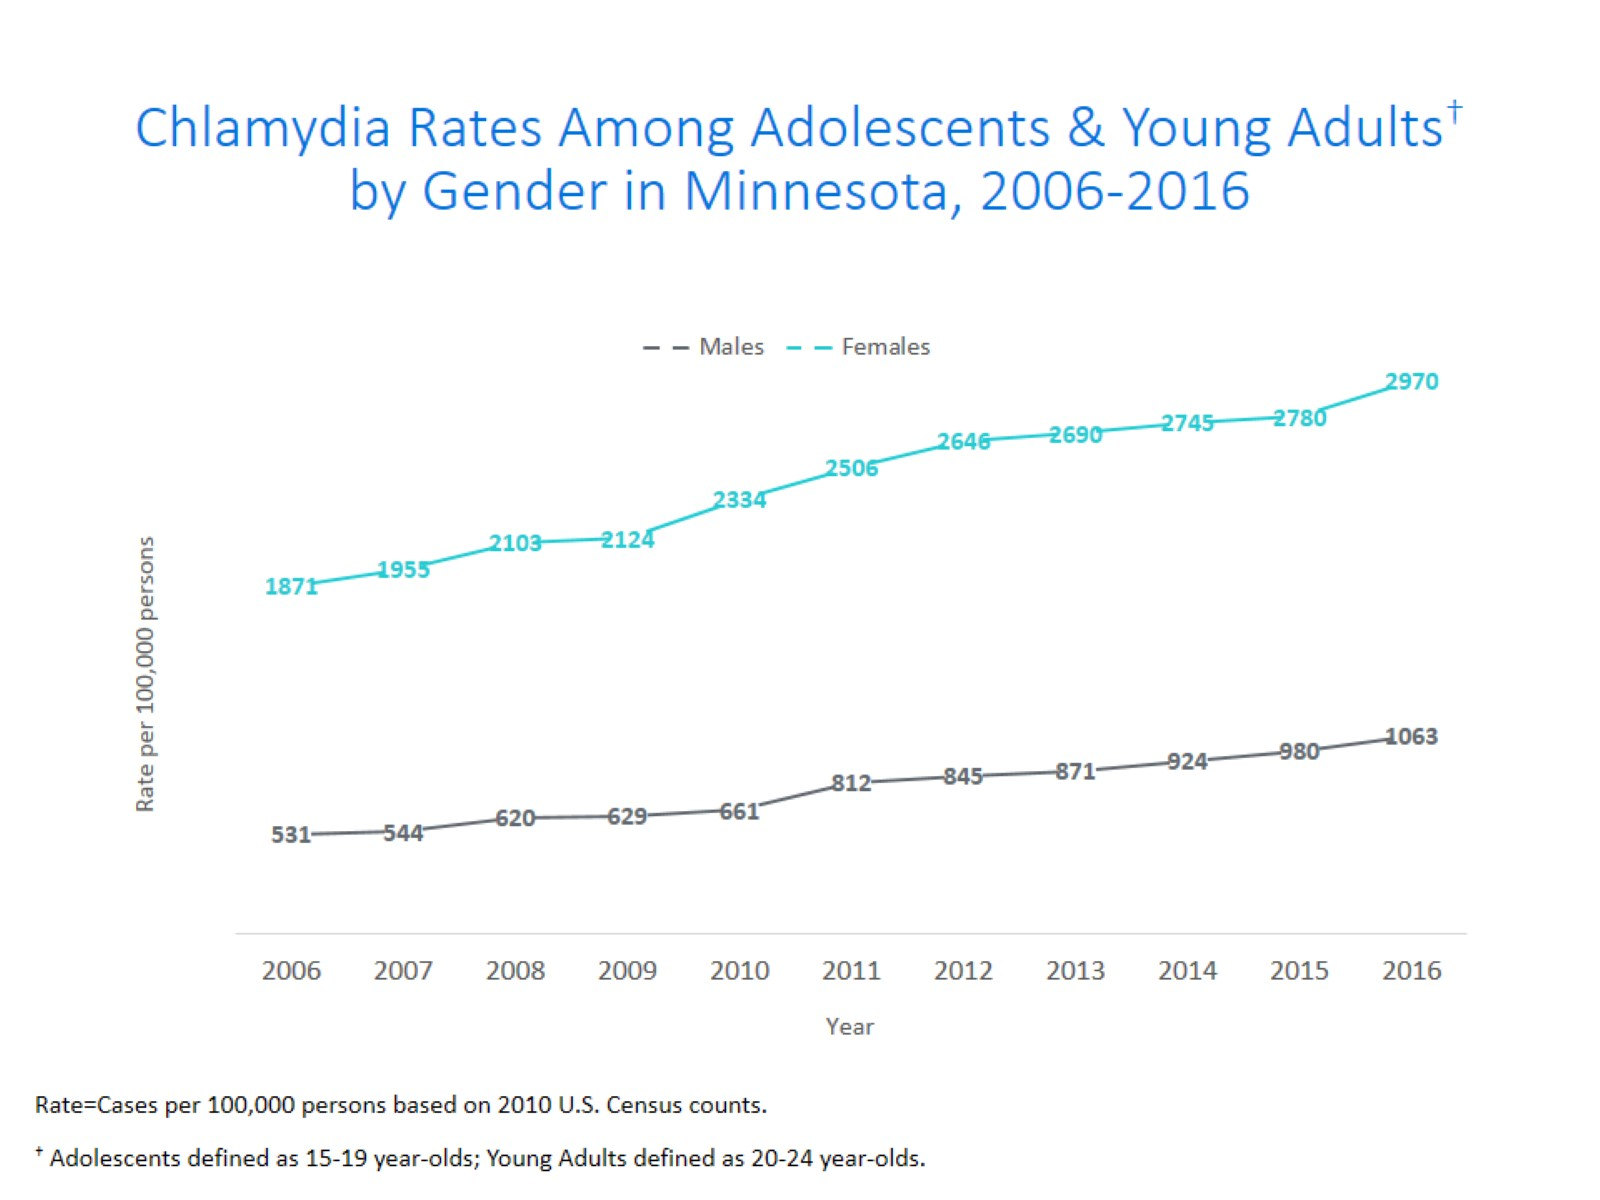 Chlamydia Rates Among Adolescents & Young Adults†
by Gender in Minnesota, 2006-2016
Males Females
2970
2780
2745
2690
2646
2506
2334
2124
2103
1955
1871
Rate per 100,000 persons
1063
980
924
871
845
812
661
629
620
544
531
2006 2007 2008 2009 2010 2011 2012 2013 2014 2015 2016
Year
Rate=Cases per 100,000 persons based on 2010 U.S. Census counts.
† Adolescents defined as 15-19 year-olds; Young Adults defined as 20-24 year-olds.